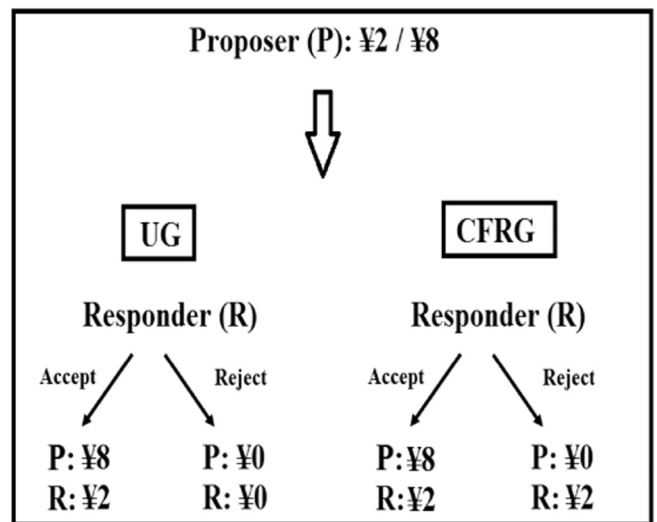 Proposer (P): ¥2 / ¥8
UG
CFRG
Responder (R)
Responder (R)
Accept
Reject
Accept
Reject
P: ¥8
P: ¥0
P: ¥8
P: ¥0
R: ¥2
R: ¥0
R: ¥2
R: ¥2